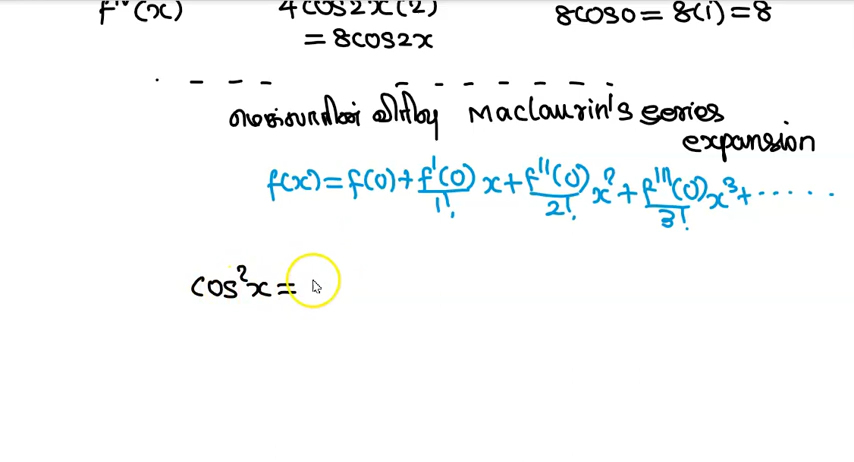 fⁱᵛ(x) 4cos2x(2) 8cos0 = 8(1) = 8
= 8cos2x
விரிவு Maclaurin's series
expansion
f(x) = f(0) + f'(0)/1! x + f''(0)/2! x² + f'''(0)/3! x³ + ......
cos²x =